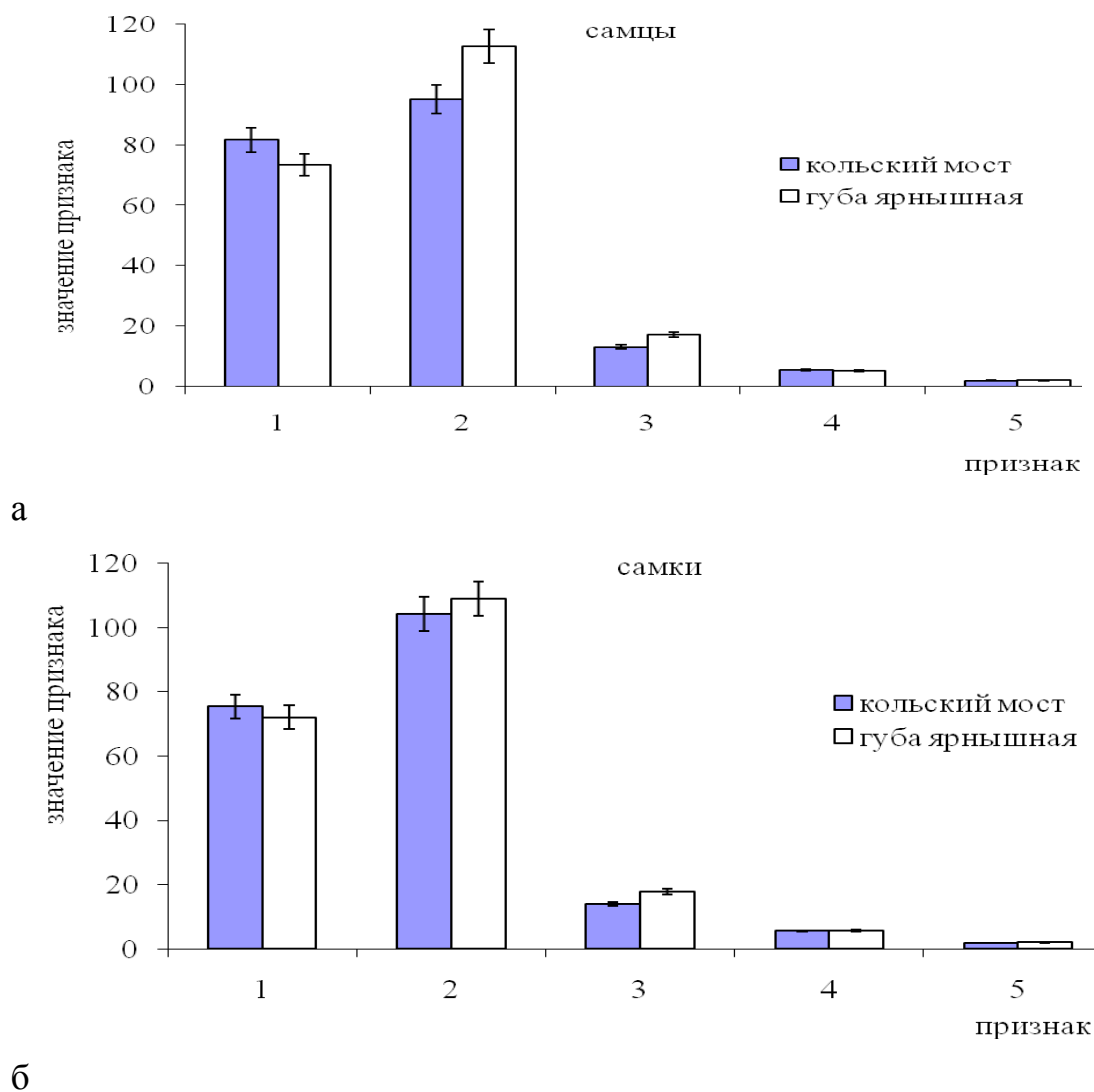 самцы
120
100
80
60
40
20
0
значение признака
кольский мост
губа ярнышная
1 2 3 4 5
признак
а
самки
120
100
80
60
40
20
0
значение признака
кольский мост
губа ярнышная
1 2 3 4 5
признак
б